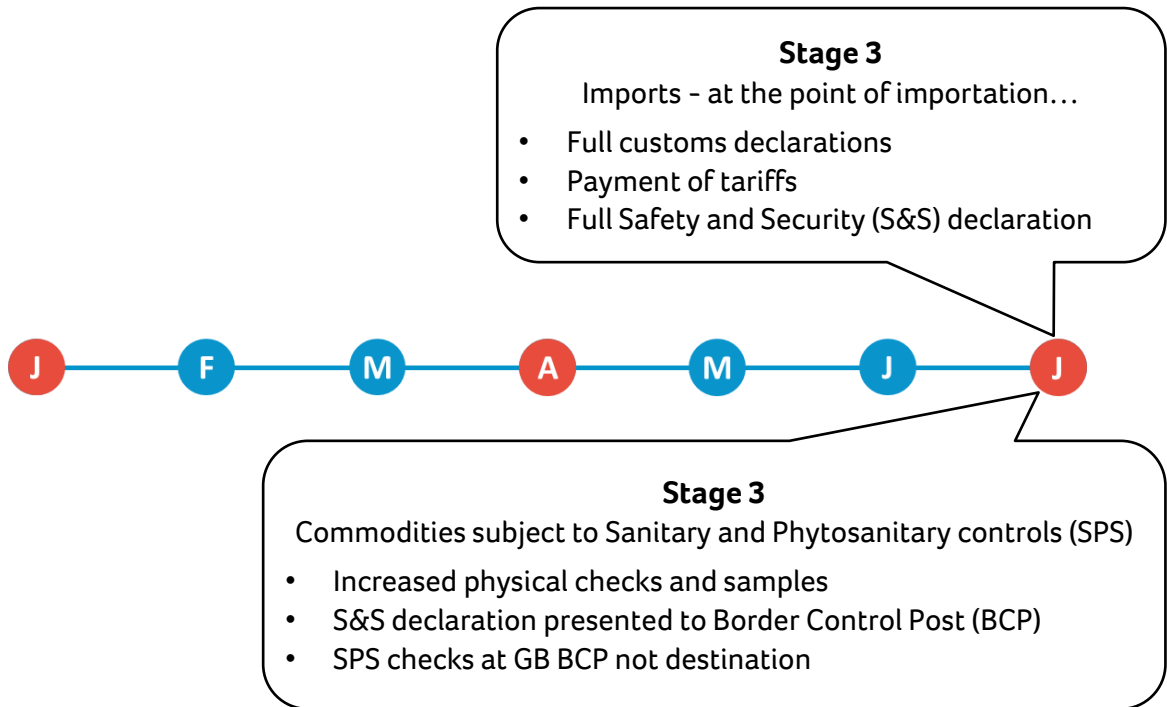 Stage 3
Imports - at the point of importation…
• Full customs declarations
• Payment of tariffs
• Full Safety and Security (S&S) declaration
J F M A M J J
Stage 3
Commodities subject to Sanitary and Phytosanitary controls (SPS)
• Increased physical checks and samples
• S&S declaration presented to Border Control Post (BCP)
• SPS checks at GB BCP not destination